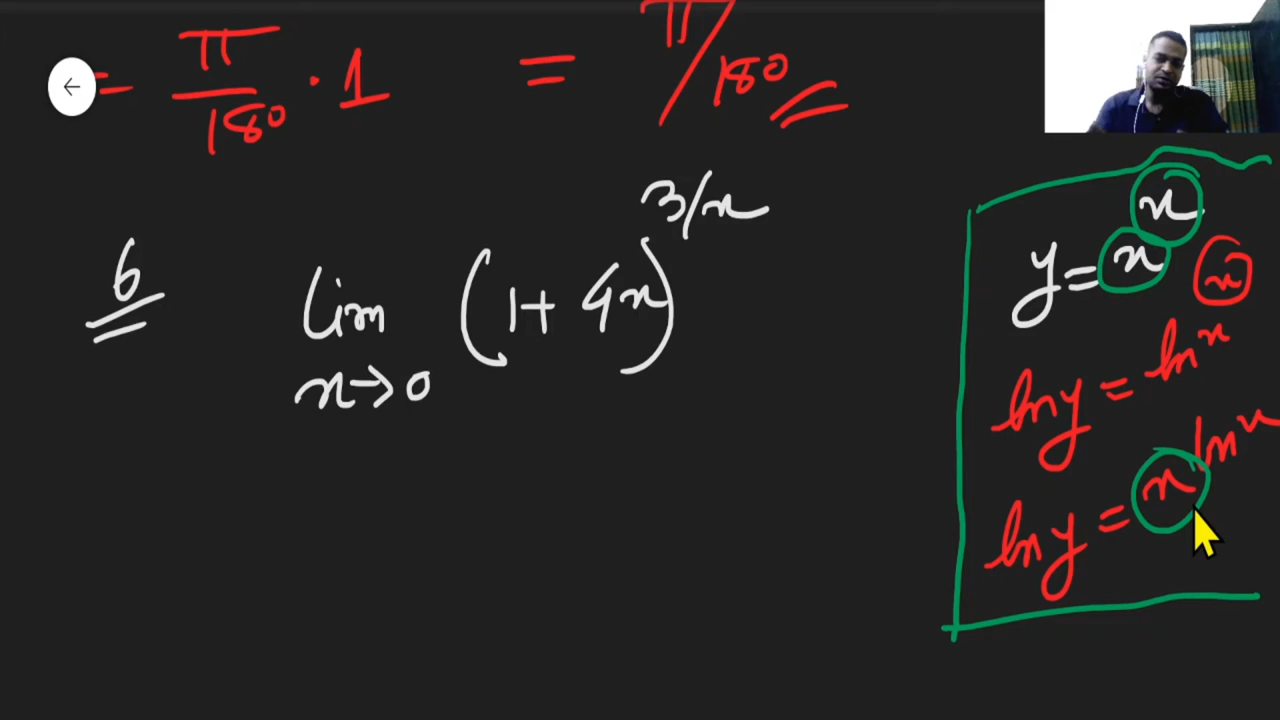 = π/180 · 1 = π/180
6 lim x→0 (1+4x)^{3/x}
y = x^x
ln y = ln x^x
ln y = x ln x